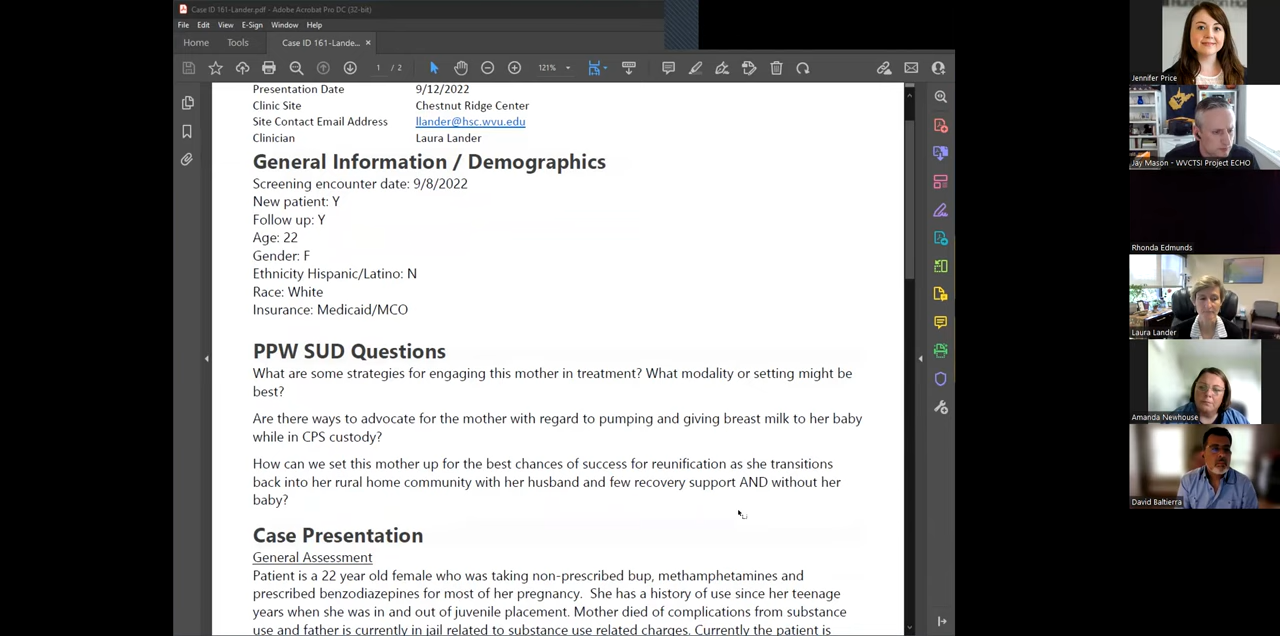 Case ID 161-Lander.pdf - Adobe Acrobat Pro DC (32-bit)
File Edit View E-Sign Window Help
Home Tools Case ID 161-Lande... ×
1 / 2 121%
Presentation Date 9/12/2022
Clinic Site Chestnut Ridge Center
Site Contact Email Address llander@hsc.wvu.edu
Clinician Laura Lander
General Information / Demographics
Screening encounter date: 9/8/2022
New patient: Y
Follow up: Y
Age: 22
Gender: F
Ethnicity Hispanic/Latino: N
Race: White
Insurance: Medicaid/MCO
PPW SUD Questions
What are some strategies for engaging this mother in treatment? What modality or setting might be
best?
Are there ways to advocate for the mother with regard to pumping and giving breast milk to her baby
while in CPS custody?
How can we set this mother up for the best chances of success for reunification as she transitions
back into her rural home community with her husband and few recovery support AND without her
baby?
Case Presentation
General Assessment
Patient is a 22 year old female who was taking non-prescribed bup, methamphetamines and
prescribed benzodiazepines for most of her pregnancy. She has a history of use since her teenage
years when she was in and out of juvenile placement. Mother died of complications from substance
use and father is currently in jail related to substance use related charges. Currently the patient is
Jennifer Price
Jay Mason - WVCTSI Project ECHO
Rhonda Edmunds
Laura Lander
Amanda Newhouse
David Baltierra